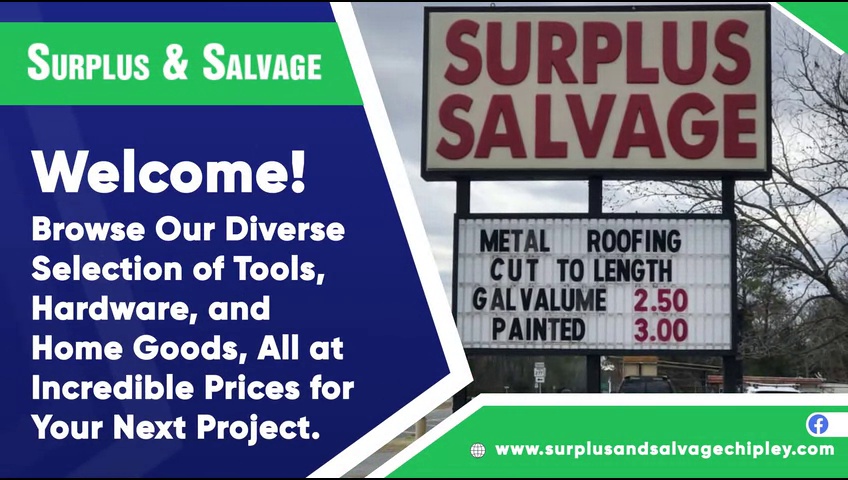 SURPLUS & SALVAGE
Welcome!
Browse Our Diverse
Selection of Tools,
Hardware, and
Home Goods, All at
Incredible Prices for
Your Next Project.
SURPLUS
SALVAGE
METAL ROOFING
CUT TO LENGTH
GALVALUME 2.50
PAINTED 3.00
www.surplusandsalvagechipley.com